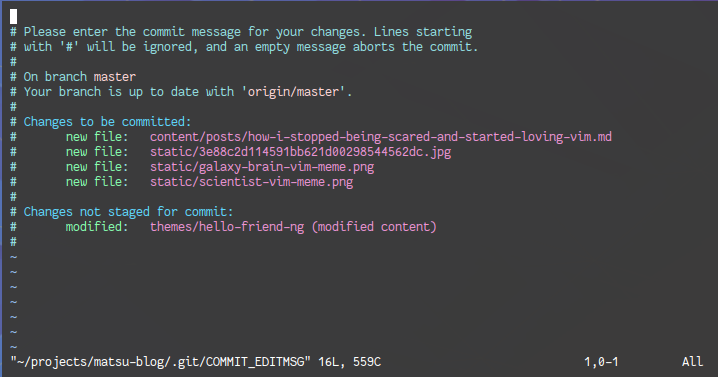 # Please enter the commit message for your changes. Lines starting
# with '#' will be ignored, and an empty message aborts the commit.
#
# On branch master
# Your branch is up to date with 'origin/master'.
#
# Changes to be committed:
#       new file:   content/posts/how-i-stopped-being-scared-and-started-loving-vim.md
#       new file:   static/3e88c2d114591bb621d00298544562dc.jpg
#       new file:   static/galaxy-brain-vim-meme.png
#       new file:   static/scientist-vim-meme.png
#
# Changes not staged for commit:
#       modified:   themes/hello-friend-ng (modified content)
#
~
~
~
~
~
~
~
"~/projects/matsu-blog/.git/COMMIT_EDITMSG" 16L, 559C 1,0-1 All